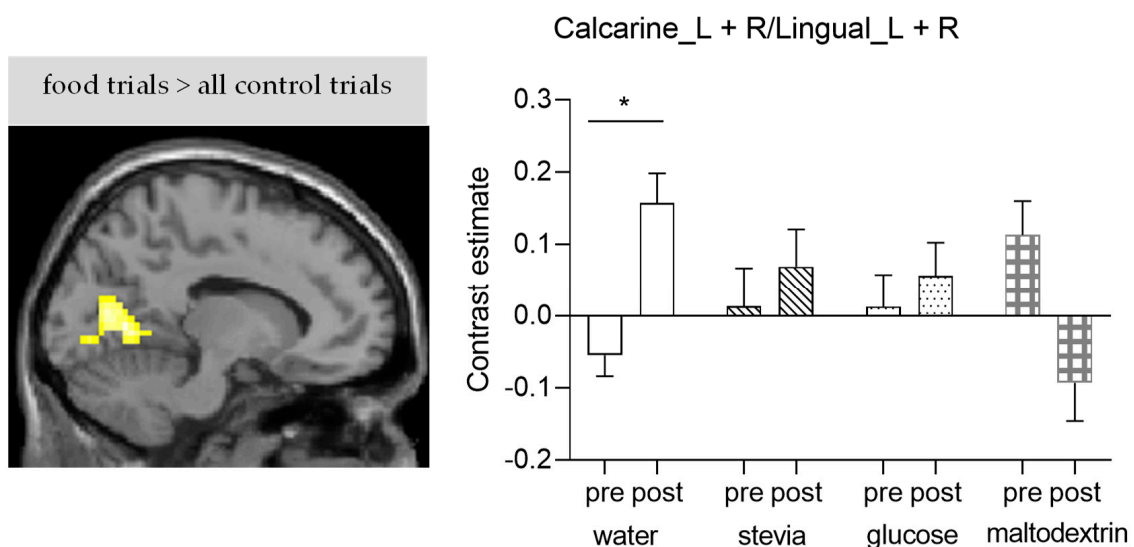 Calcarine_L + R/Lingual_L + R
food trials > all control trials
Contrast estimate
0.3
0.2
0.1
0.0
-0.1
-0.2
*
pre post pre post pre post pre post
water stevia glucose maltodextrin